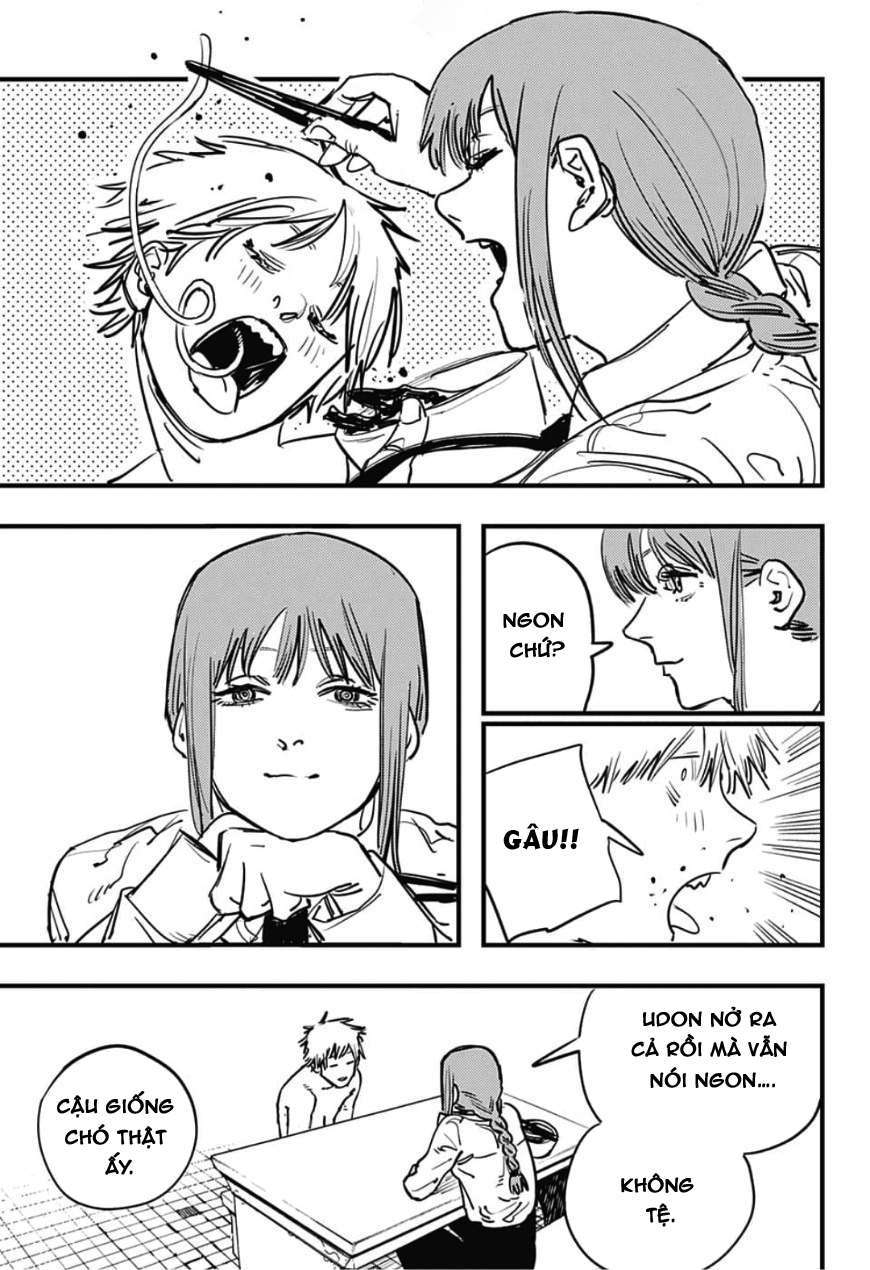 NGON
CHỨ?
GÂU!!
UDON NỞ RA
CẢ RỒI MÀ VẪN
NÓI NGON....
KHÔNG
TỆ.
CẬU GIỐNG
CHÓ THẬT
ẤY.